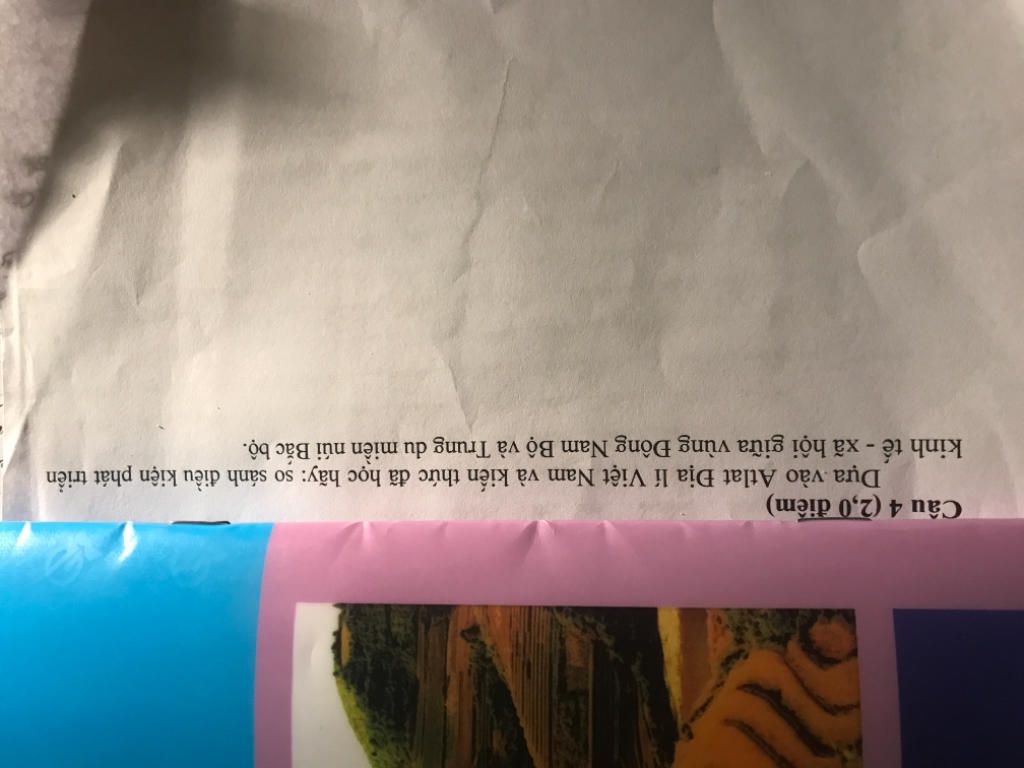 Câu 4 (2,0 điểm)
Dựa vào Atlat Địa lí Việt Nam và kiến thức đã học hãy: so sánh điều kiện phát triển
kinh tế - xã hội giữa vùng Đông Nam Bộ và Trung du miền núi Bắc bộ.